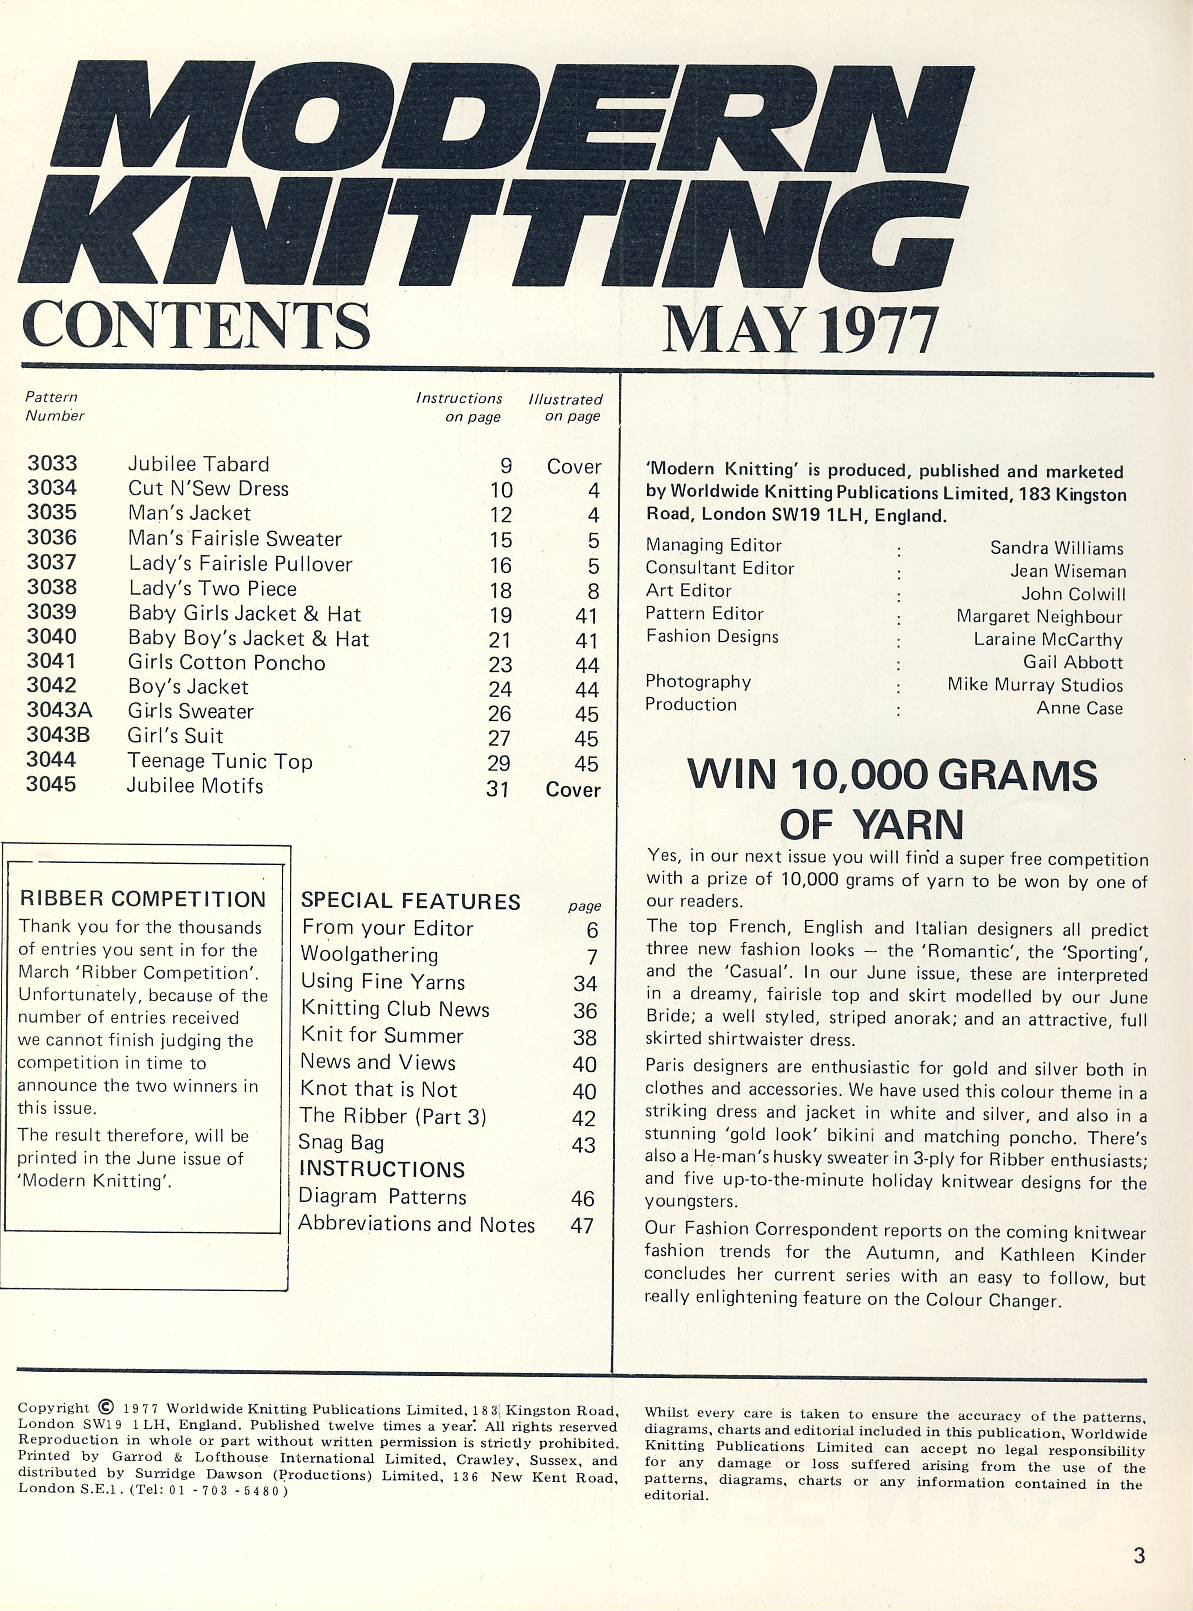 MODERN
KNITTING
CONTENTS MAY 1977
Pattern Number Instructions on page Illustrated on page
3033 Jubilee Tabard 9 Cover
3034 Cut N'Sew Dress 10 4
3035 Man's Jacket 12 4
3036 Man's Fairisle Sweater 15 5
3037 Lady's Fairisle Pullover 16 5
3038 Lady's Two Piece 18 8
3039 Baby Girls Jacket & Hat 19 41
3040 Baby Boy's Jacket & Hat 21 41
3041 Girls Cotton Poncho 23 44
3042 Boy's Jacket 24 44
3043A Girls Sweater 26 45
3043B Girl's Suit 27 45
3044 Teenage Tunic Top 29 45
3045 Jubilee Motifs 31 Cover
RIBBER COMPETITION
Thank you for the thousands
of entries you sent in for the
March 'Ribber Competition'.
Unfortunately, because of the
number of entries received
we cannot finish judging the
competition in time to
announce the two winners in
this issue.
The result therefore, will be
printed in the June issue of
'Modern Knitting'.
SPECIAL FEATURES page
From your Editor 6
Woolgathering 7
Using Fine Yarns 34
Knitting Club News 36
Knit for Summer 38
News and Views 40
Knot that is Not 40
The Ribber (Part 3) 42
Snag Bag 43
INSTRUCTIONS
Diagram Patterns 46
Abbreviations and Notes 47
'Modern Knitting' is produced, published and marketed
by Worldwide Knitting Publications Limited, 183 Kingston
Road, London SW19 1LH, England.
Managing Editor : Sandra Williams
Consultant Editor : Jean Wiseman
Art Editor : John Colwill
Pattern Editor : Margaret Neighbour
Fashion Designs : Laraine McCarthy
: Gail Abbott
Photography : Mike Murray Studios
Production : Anne Case
WIN 10,000 GRAMS
OF YARN
Yes, in our next issue you will find a super free competition
with a prize of 10,000 grams of yarn to be won by one of
our readers.
The top French, English and Italian designers all predict
three new fashion looks — the 'Romantic', the 'Sporting',
and the 'Casual'. In our June issue, these are interpreted
in a dreamy, fairisle top and skirt modelled by our June
Bride; a well styled, striped anorak; and an attractive, full
skirted shirtwaister dress.
Paris designers are enthusiastic for gold and silver both in
clothes and accessories. We have used this colour theme in a
striking dress and jacket in white and silver, and also in a
stunning 'gold look' bikini and matching poncho. There's
also a He-man's husky sweater in 3-ply for Ribber enthusiasts;
and five up-to-the-minute holiday knitwear designs for the
youngsters.
Our Fashion Correspondent reports on the coming knitwear
fashion trends for the Autumn, and Kathleen Kinder
concludes her current series with an easy to follow, but
really enlightening feature on the Colour Changer.
Copyright © 1977 Worldwide Knitting Publications Limited, 183 Kingston Road,
London SW19 1LH, England. Published twelve times a year. All rights reserved
Reproduction in whole or part without written permission is strictly prohibited.
Printed by Garrod & Lofthouse International Limited, Crawley, Sussex, and
distributed by Surridge Dawson (Productions) Limited, 136 New Kent Road,
London S.E.1. (Tel: 01 -703 -5480)
Whilst every care is taken to ensure the accuracy of the patterns,
diagrams, charts and editorial included in this publication, Worldwide
Knitting Publications Limited can accept no legal responsibility
for any damage or loss suffered arising from the use of the
patterns, diagrams, charts or any information contained in the
editorial.
3